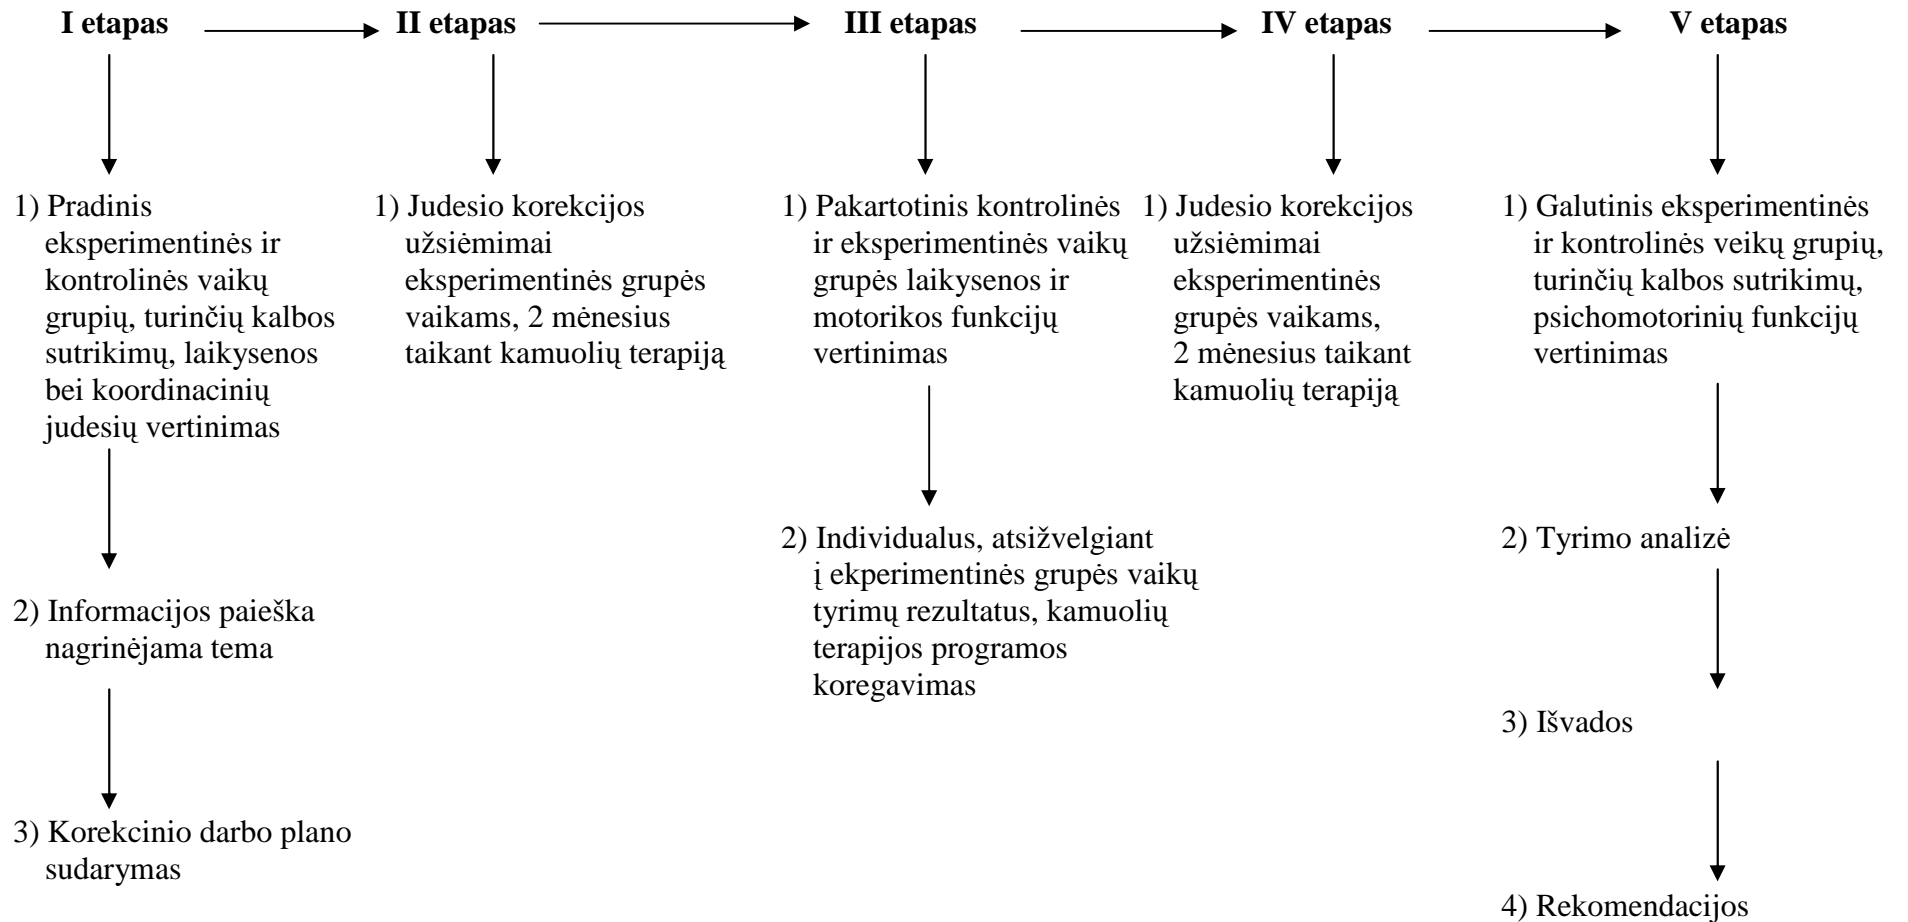 I etapas
II etapas
III etapas
IV etapas
V etapas
1) Pradinis
eksperimentinės ir
kontrolinės vaikų
grupių, turinčių kalbos
sutrikimų, laikysenos
bei koordinacinių
judesių vertinimas
2) Informacijos paieška
nagrinėjama tema
3) Korekcinio darbo plano
sudarymas
1) Judesio korekcijos
užsiėmimai
eksperimentinės grupės
vaikams, 2 mėnesius
taikant kamuolių terapiją
1) Pakartotinis kontrolinės
ir eksperimentinės vaikų
grupės laikysenos ir
motorikos funkcijų
vertinimas
2) Individualus, atsižvelgiant
į ekperimentinės grupės vaikų
tyrimų rezultatus, kamuolių
terapijos programos
koregavimas
1) Judesio korekcijos
užsiėmimai
eksperimentinės
grupės vaikams,
2 mėnesius taikant
kamuolių terapiją
1) Galutinis eksperimentinės
ir kontrolinės veikų grupių,
turinčių kalbos sutrikimų,
psichomotorinių funkcijų
vertinimas
2) Tyrimo analizė
3) Išvados
4) Rekomendacijos